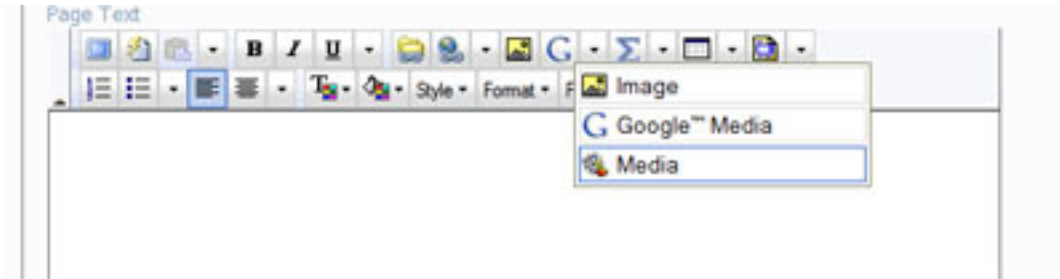 Page Text
B I U G Σ
T Style Format F
Image
G Google™ Media
Media